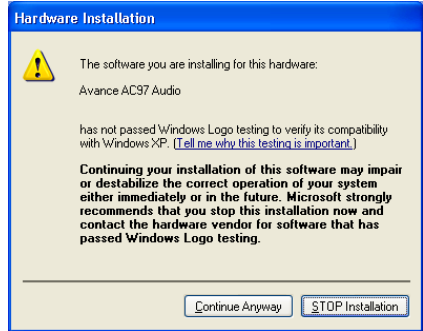 Hardware Installation
The software you are installing for this hardware:
Avance AC97 Audio
has not passed Windows Logo testing to verify its compatibility
with Windows XP. (Tell me why this testing is important.)
Continuing your installation of this software may impair
or destabilize the correct operation of your system
either immediately or in the future. Microsoft strongly
recommends that you stop this installation now and
contact the hardware vendor for software that has
passed Windows Logo testing.
Continue Anyway
STOP Installation